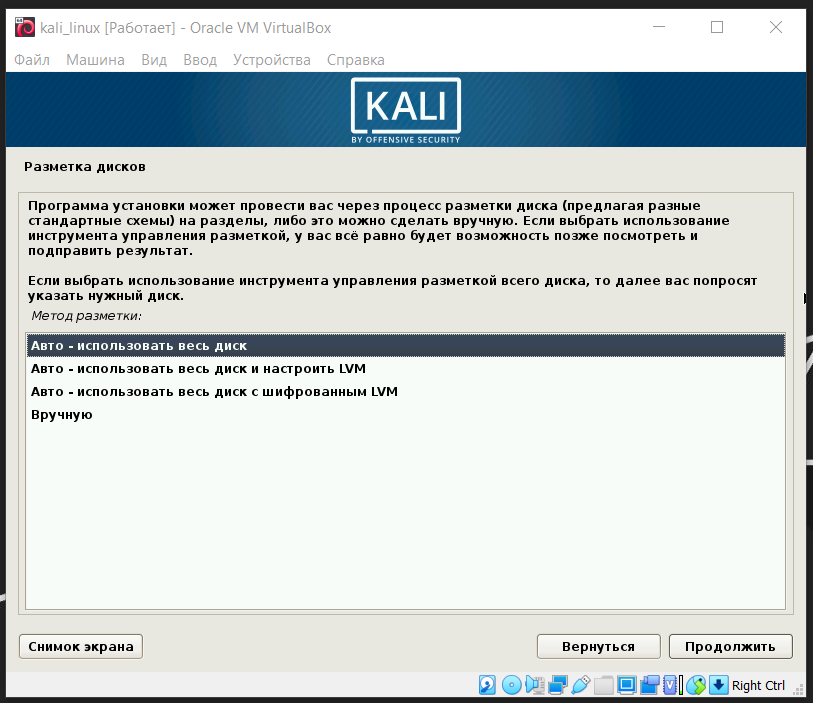 kali_linux [Работает] - Oracle VM VirtualBox
Файл Машина Вид Ввод Устройства Справка
KALI
BY OFFENSIVE SECURITY
Разметка дисков
Программа установки может провести вас через процесс разметки диска (предлагая разные
стандартные схемы) на разделы, либо это можно сделать вручную. Если выбрать использование
инструмента управления разметкой, у вас всё равно будет возможность позже посмотреть и
подправить результат.
Если выбрать использование инструмента управления разметкой всего диска, то далее вас попросят
указать нужный диск.
Метод разметки:
Авто - использовать весь диск
Авто - использовать весь диск и настроить LVM
Авто - использовать весь диск с шифрованным LVM
Вручную
Снимок экрана Вернуться Продолжить
Right Ctrl